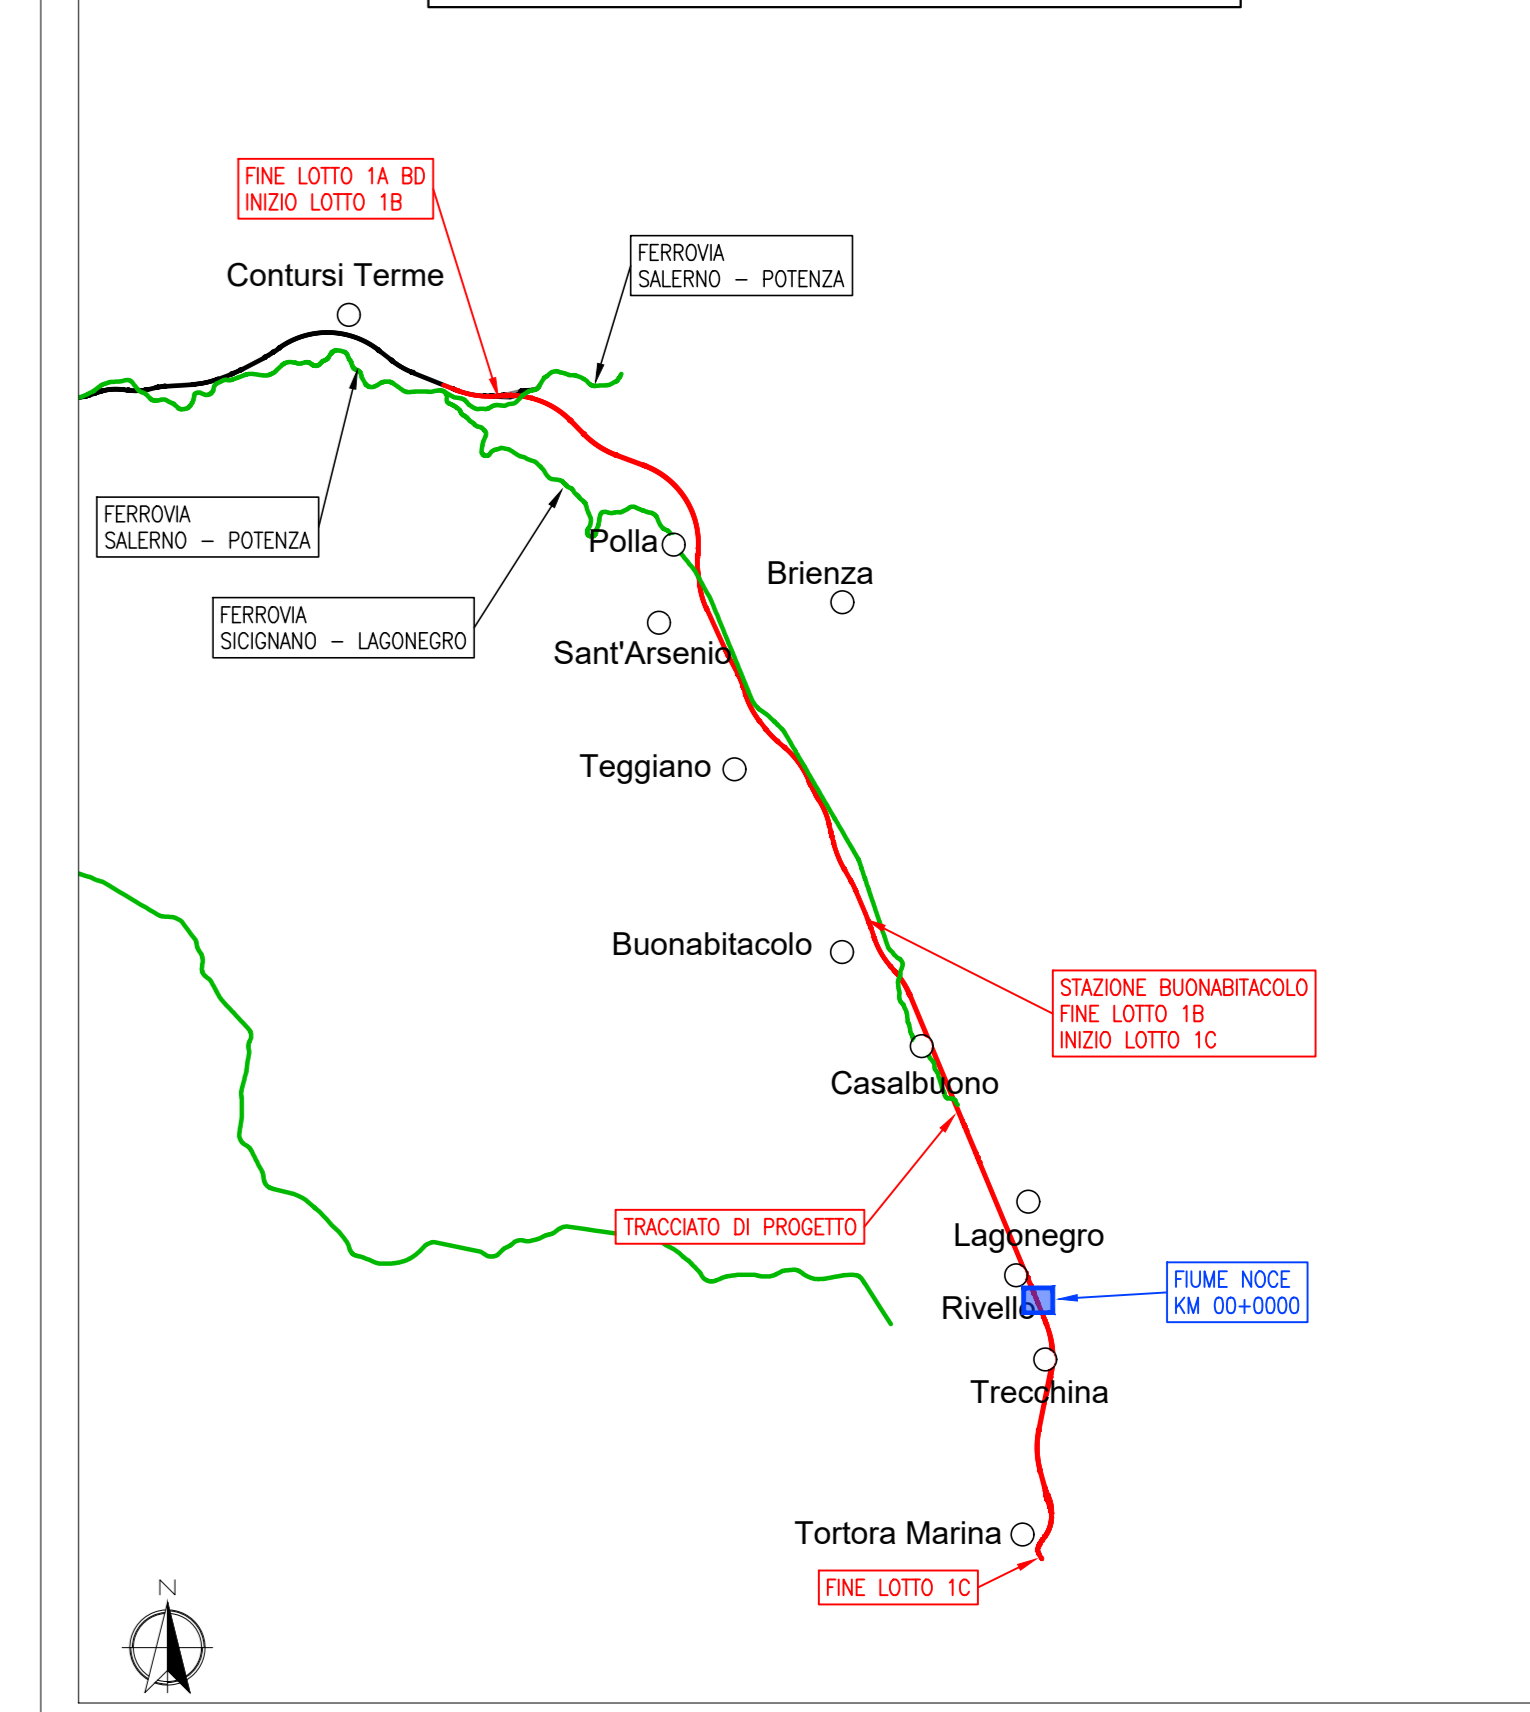 FINE LOTTO 1A BD
INIZIO LOTTO 1B
FERROVIA
SALERNO – POTENZA
Contursi Terme
FERROVIA
SALERNO – POTENZA
Polla
Brienza
FERROVIA
SICIGNANO – LAGONEGRO
Sant'Arsenio
Teggiano
Buonabitacolo
STAZIONE BUONABITACOLO
FINE LOTTO 1B
INIZIO LOTTO 1C
Casalbuono
TRACCIATO DI PROGETTO
Lagonegro
FIUME NOCE
KM 00+0000
Rivello
Trecchina
Tortora Marina
FINE LOTTO 1C
N